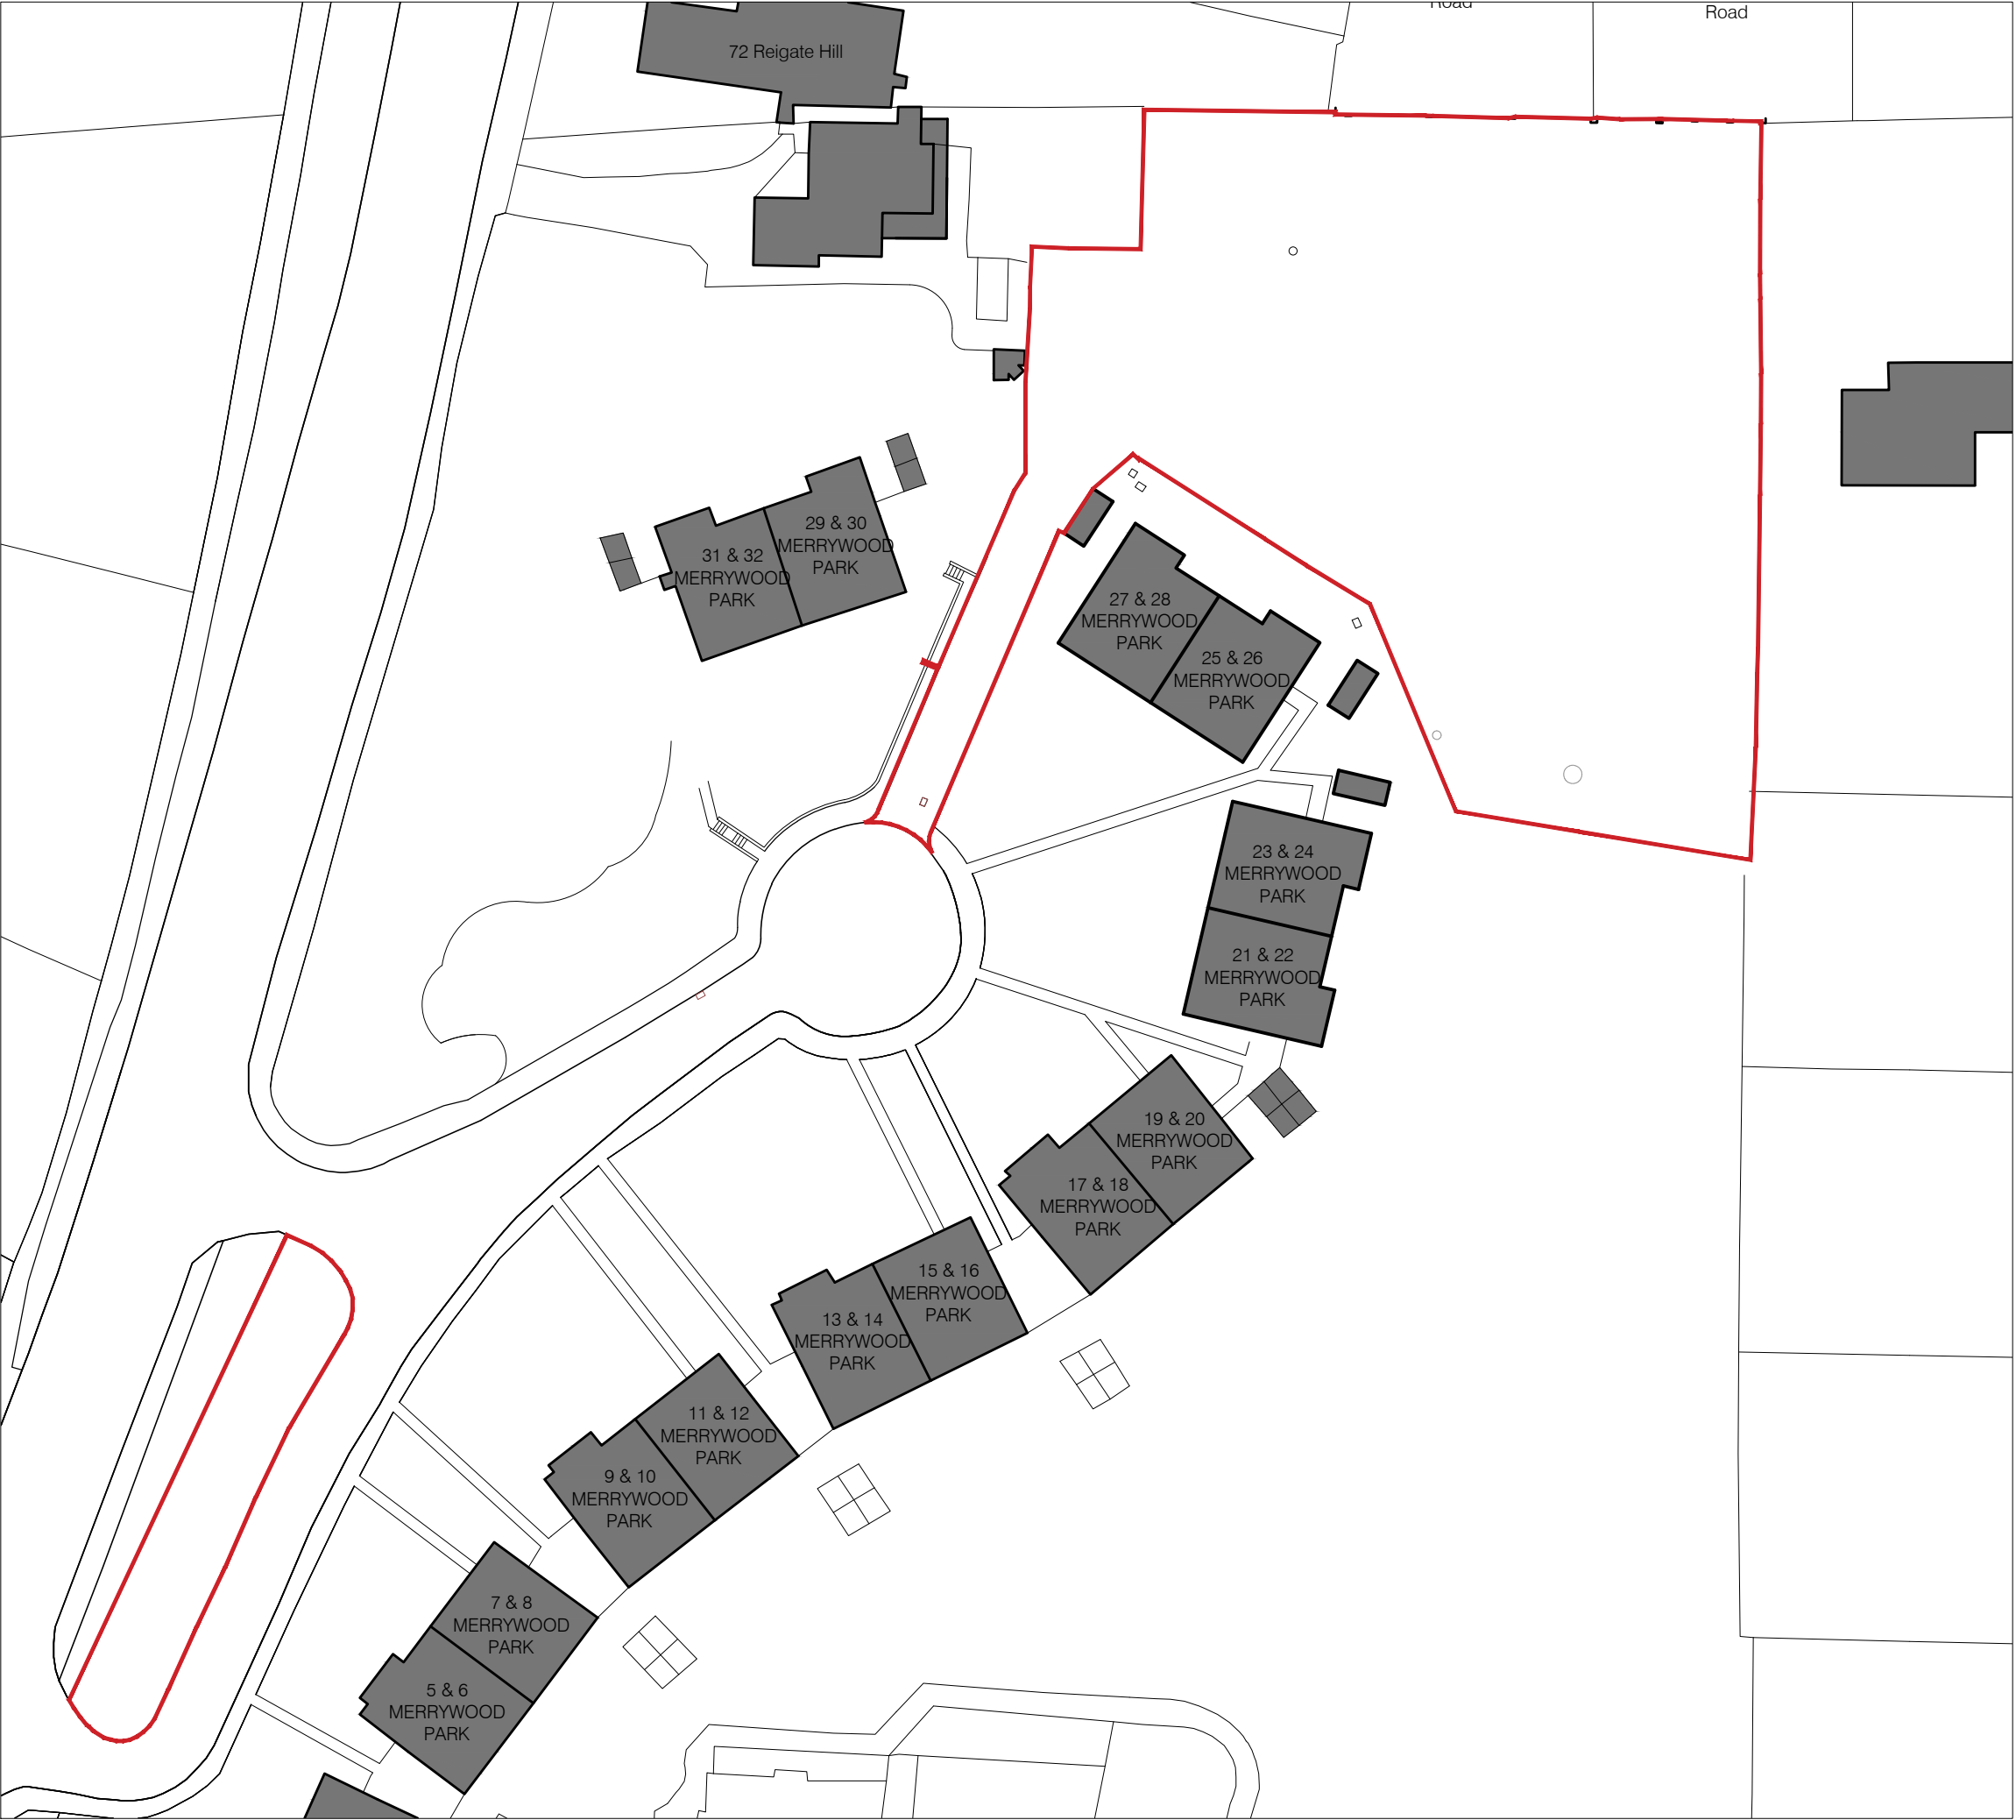 Road
Road
72 Reigate Hill
29 & 30
MERRYWOOD
PARK
31 & 32
MERRYWOOD
PARK
27 & 28
MERRYWOOD
PARK
25 & 26
MERRYWOOD
PARK
23 & 24
MERRYWOOD
PARK
21 & 22
MERRYWOOD
PARK
19 & 20
MERRYWOOD
PARK
17 & 18
MERRYWOOD
PARK
15 & 16
MERRYWOOD
PARK
13 & 14
MERRYWOOD
PARK
11 & 12
MERRYWOOD
PARK
9 & 10
MERRYWOOD
PARK
7 & 8
MERRYWOOD
PARK
5 & 6
MERRYWOOD
PARK